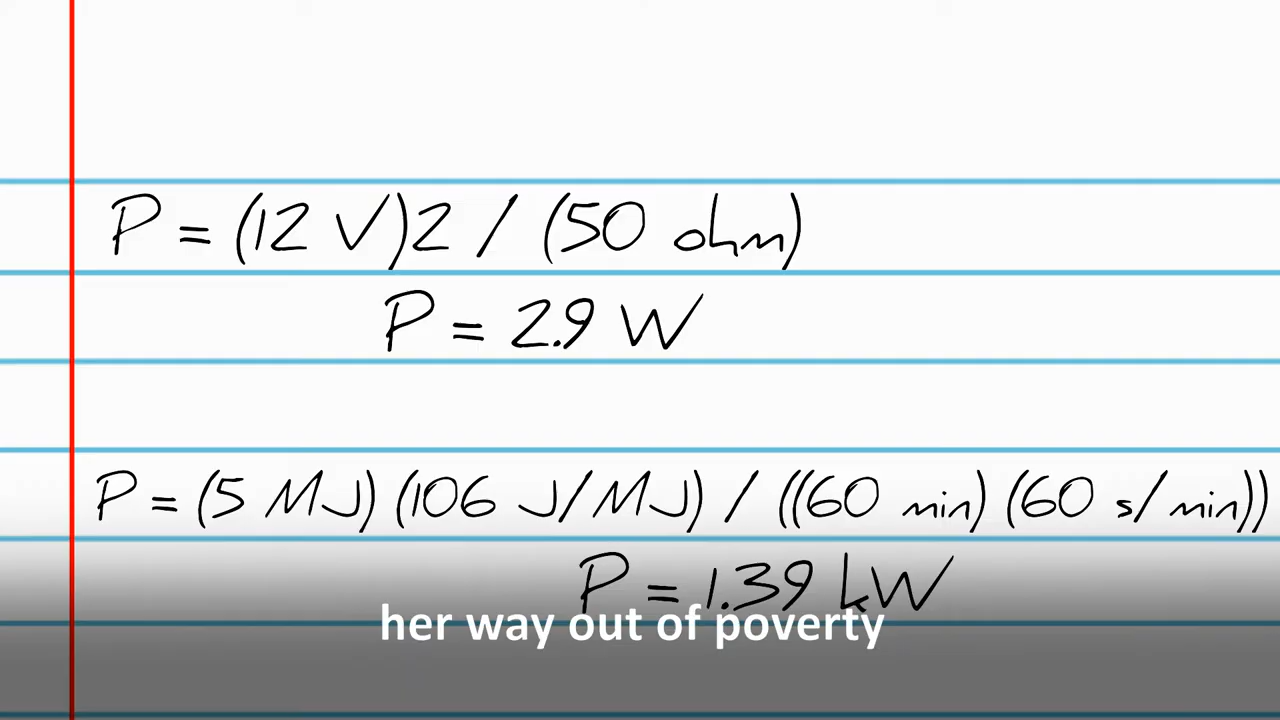 P = (12 V)2 / (50 ohm)
P = 2.9 W
P = (5 MJ) (106 J/MJ) / ((60 min) (60 s/min))
P = 1.39 kW
her way out of poverty